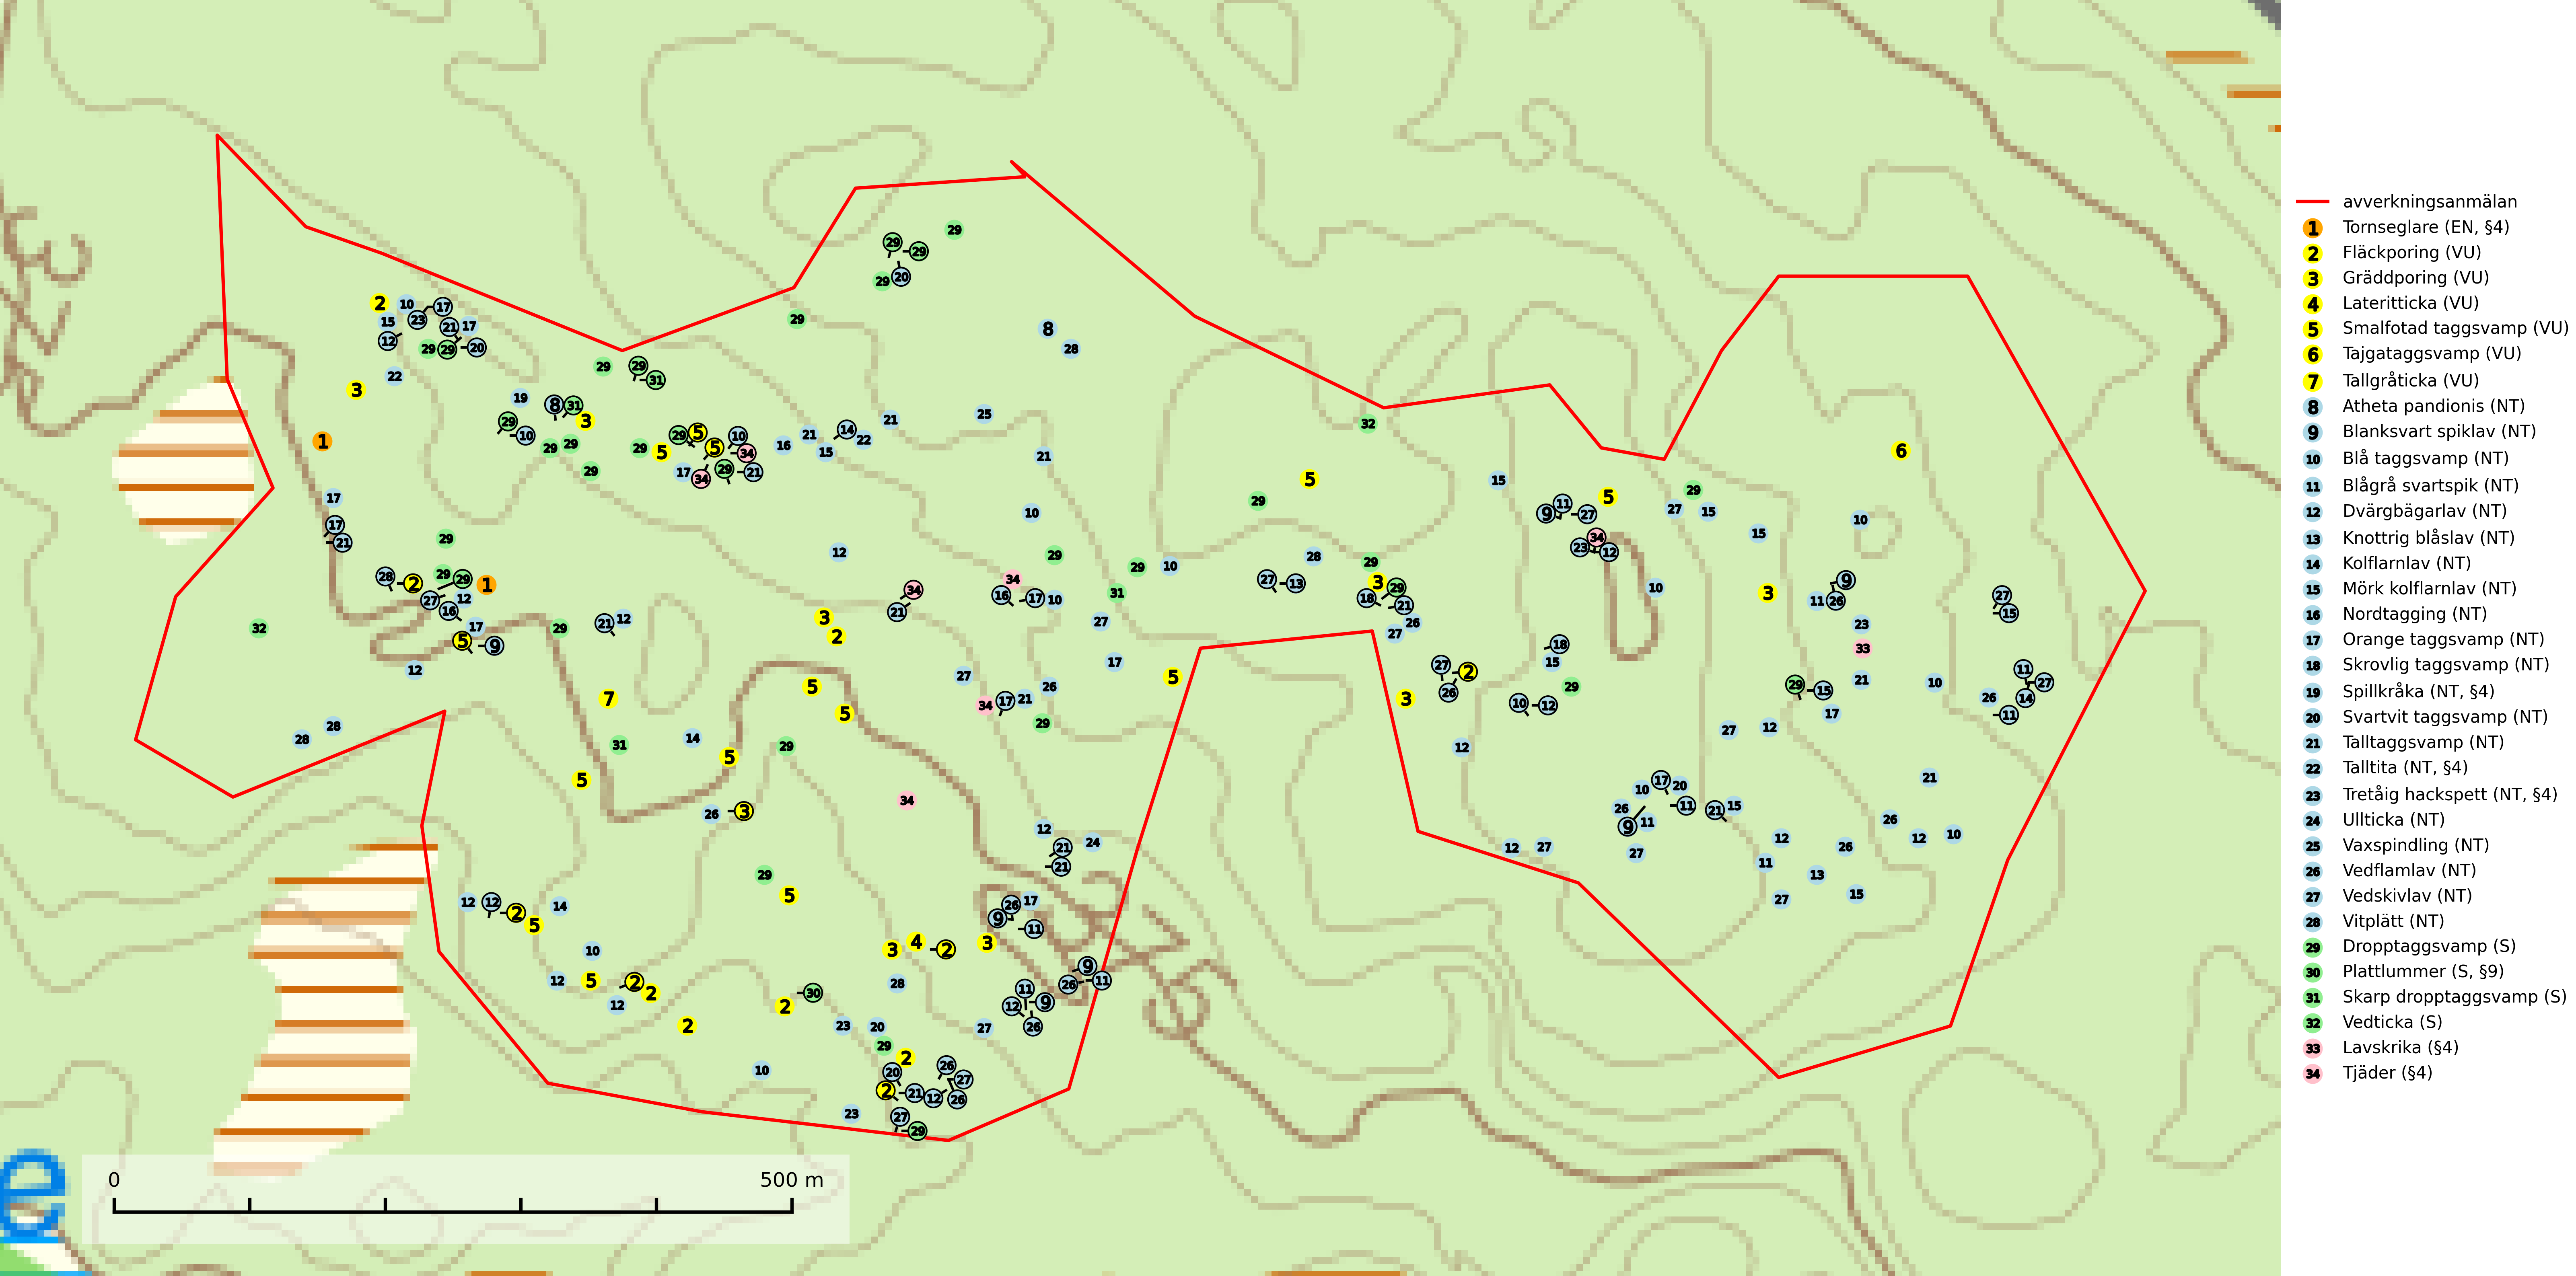 avverkningsanmälan
1 Tornseglare (EN, §4)
2 Fläckporing (VU)
3 Gräddporing (VU)
4 Lateritticka (VU)
5 Smalfotad taggsvamp (VU)
6 Tajgataggsvamp (VU)
7 Tallgråticka (VU)
8 Atheta pandionis (NT)
9 Blanksvart spiklav (NT)
10 Blå taggsvamp (NT)
11 Blågrå svartspik (NT)
12 Dvärgbägarlav (NT)
13 Knottrig blåslav (NT)
14 Kolflarnlav (NT)
15 Mörk kolflarnlav (NT)
16 Nordtagging (NT)
17 Orange taggsvamp (NT)
18 Skrovlig taggsvamp (NT)
19 Spillkråka (NT, §4)
20 Svartvit taggsvamp (NT)
21 Talltaggsvamp (NT)
22 Talltita (NT, §4)
23 Tretåig hackspett (NT, §4)
24 Ullticka (NT)
25 Vaxspindling (NT)
26 Vedflamlav (NT)
27 Vedskivlav (NT)
28 Vitplätt (NT)
29 Dropptaggsvamp (S)
30 Plattlummer (S, §9)
31 Skarp dropptaggsvamp (S)
32 Vedticka (S)
33 Lavskrika (§4)
34 Tjäder (§4)
0 500 m
e